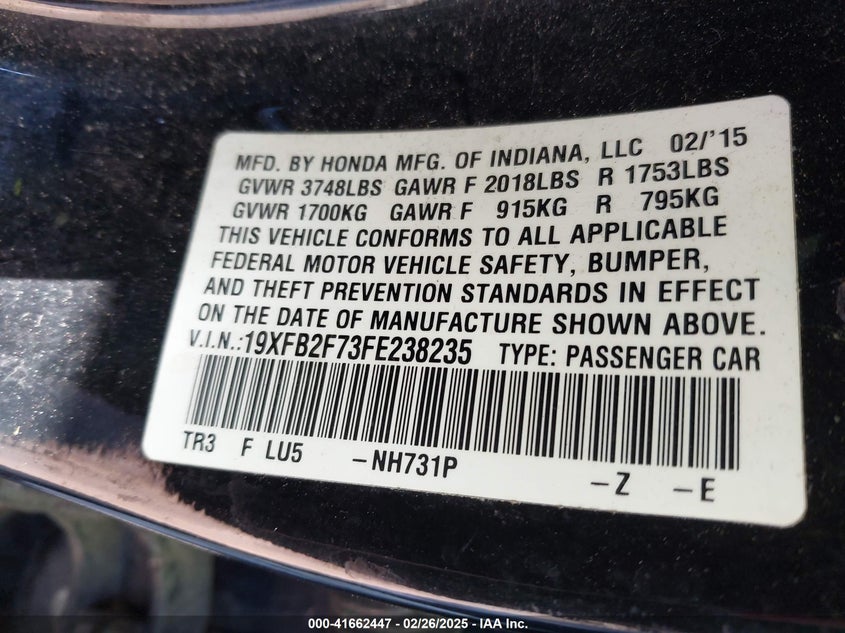 MFD. BY HONDA MFG. OF INDIANA, LLC 02/'15
GVWR 3748LBS GAWR F 2018LBS R 1753LBS
GVWR 1700KG GAWR F 915KG R 795KG
THIS VEHICLE CONFORMS TO ALL APPLICABLE
FEDERAL MOTOR VEHICLE SAFETY, BUMPER,
AND THEFT PREVENTION STANDARDS IN EFFECT
ON THE DATE OF MANUFACTURE SHOWN ABOVE.
V.I.N.:19XFB2F73FE238235 TYPE: PASSENGER CAR
TR3 F LU5 -NH731P -Z -E
000-41662447 - 02/26/2025 - IAA Inc.